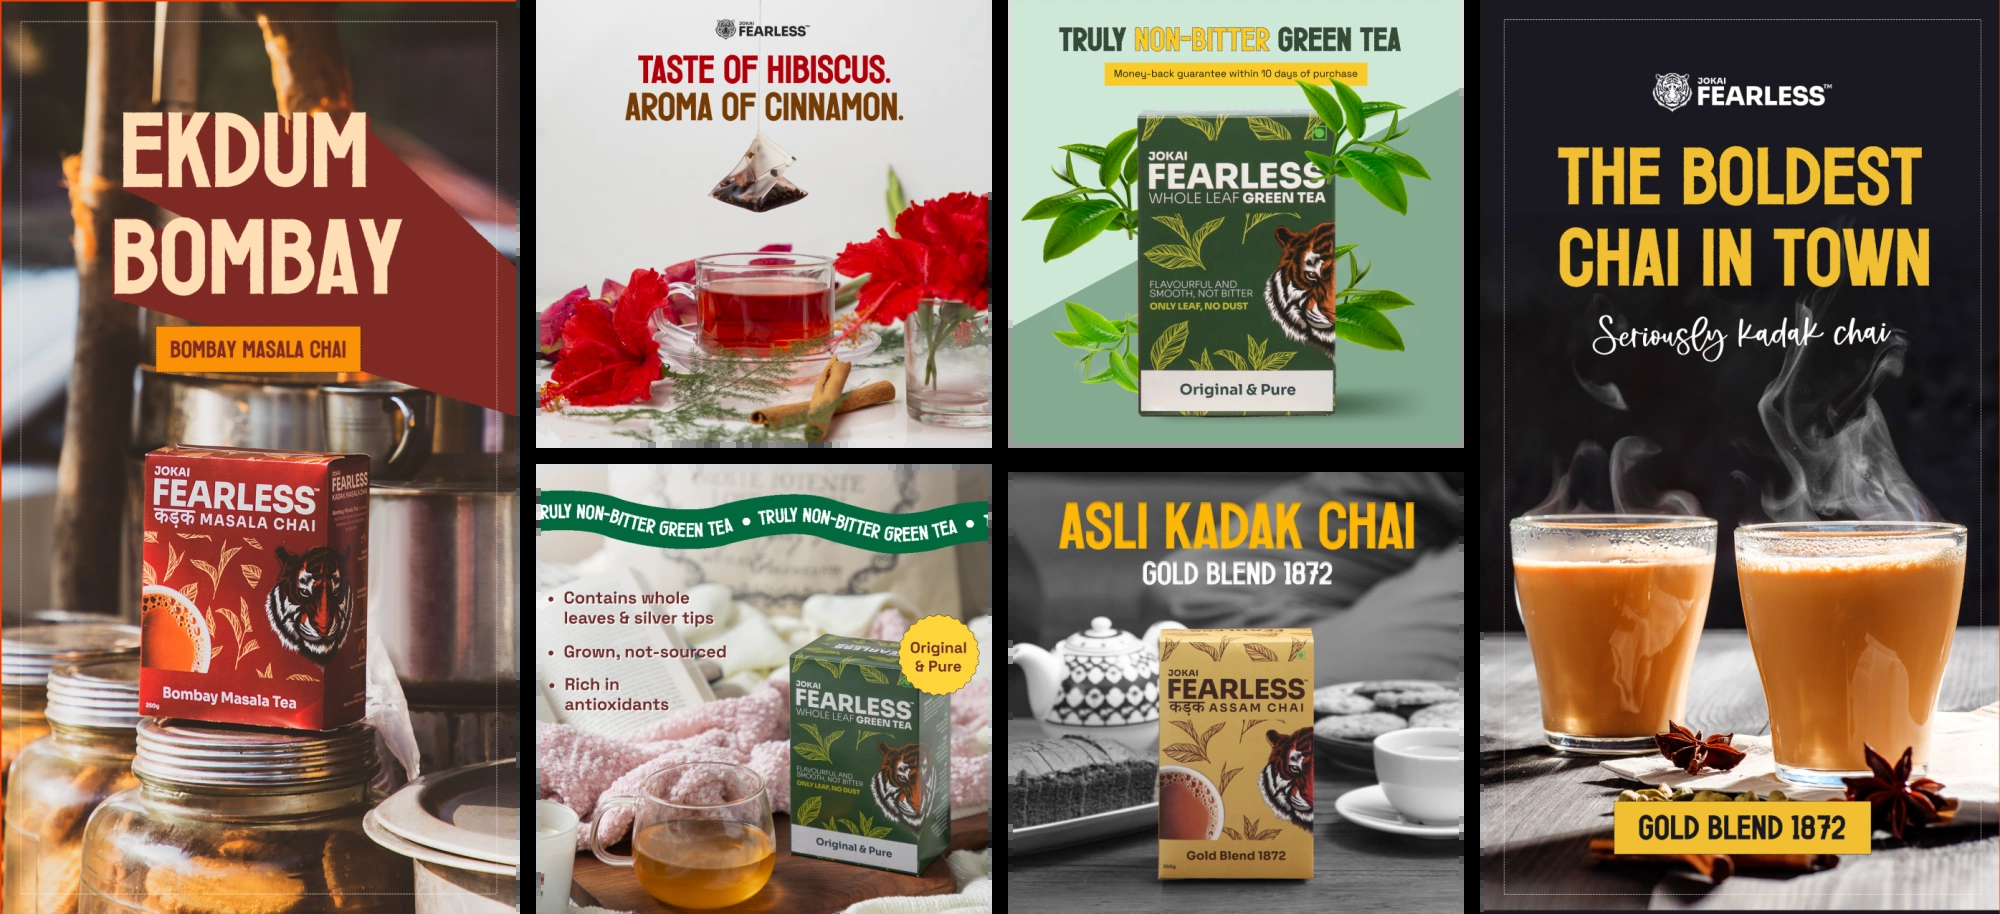 EKDUM
BOMBAY
BOMBAY MASALA CHAI
JOKAI
FEARLESS™
कड़क MASALA CHAI
Bombay Masala Tea
250g
JOKAI
FEARLESS
JOKAI
FEARLESS™
TASTE OF HIBISCUS.
AROMA OF CINNAMON.
TRULY NON-BITTER GREEN TEA
Money-back guarantee within 10 days of purchase
JOKAI
FEARLESS
WHOLE LEAF GREEN TEA
FLAVOURFUL AND
SMOOTH, NOT BITTER
ONLY LEAF, NO DUST
Original & Pure
RULY NON-BITTER GREEN TEA • TRULY NON-BITTER GREEN TEA •
• Contains whole
leaves & silver tips
• Grown, not-sourced
• Rich in
antioxidants
Original
& Pure
JOKAI
FEARLESS™
WHOLE LEAF GREEN TEA
FLAVOURFUL AND
SMOOTH, NOT BITTER
ONLY LEAF, NO DUST
Original & Pure
ASLI KADAK CHAI
GOLD BLEND 1872
JOKAI
FEARLESS™
कड़क ASSAM CHAI
Gold Blend 1872
JOKAI
FEARLESS™
THE BOLDEST
CHAI IN TOWN
Seriously kadak chai
GOLD BLEND 1872